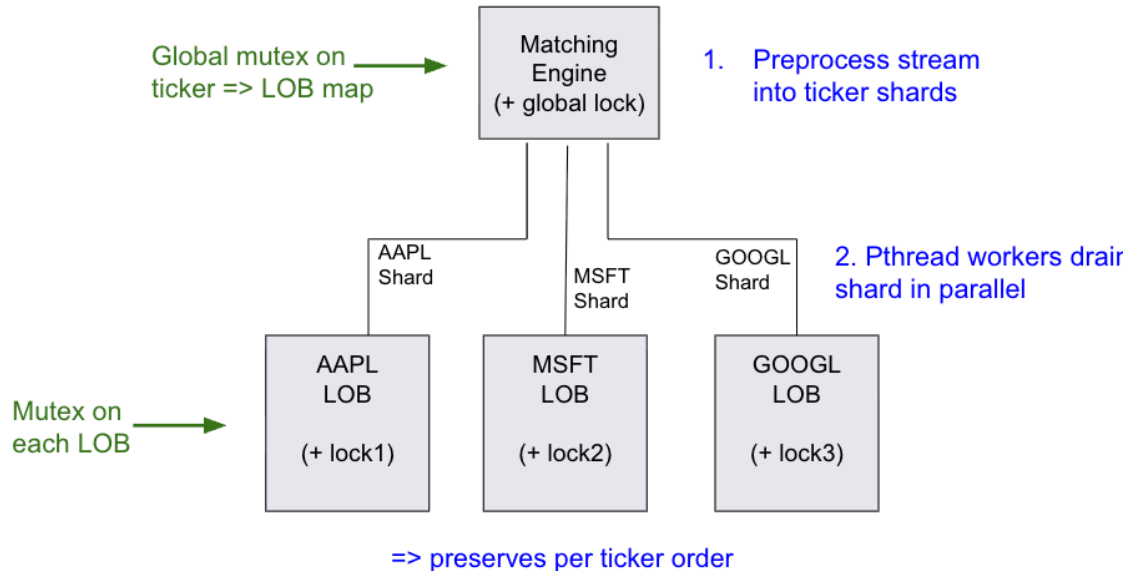 Global mutex on
ticker => LOB map
Matching
Engine
(+ global lock)
1. Preprocess stream
into ticker shards
AAPL
Shard
MSFT
Shard
GOOGL
Shard
2. Pthread workers drain
shard in parallel
Mutex on
each LOB
AAPL
LOB
(+ lock1)
MSFT
LOB
(+ lock2)
GOOGL
LOB
(+ lock3)
=> preserves per ticker order